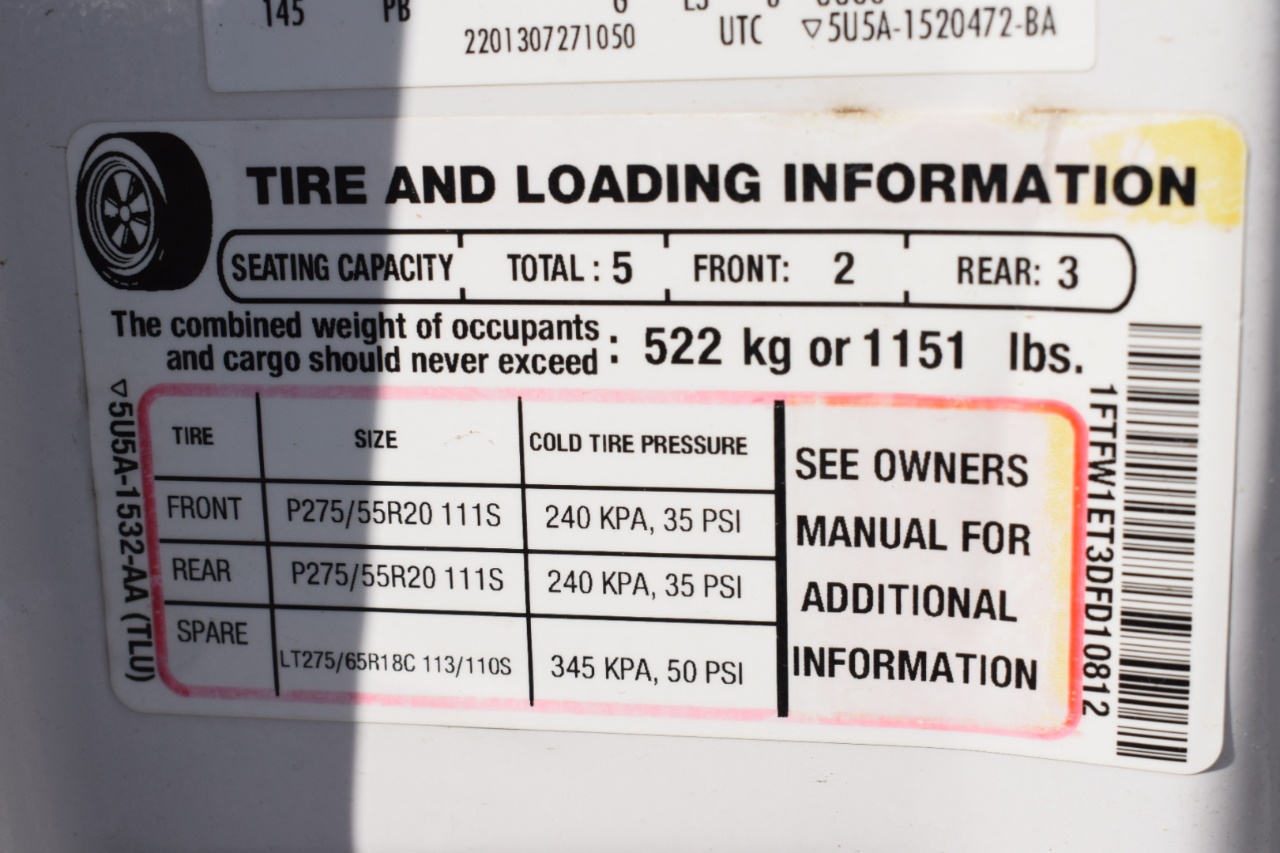 145 PB
2201307271050 UTC ▽5U5A-1520472-BA
TIRE AND LOADING INFORMATION
SEATING CAPACITY TOTAL : 5 FRONT: 2 REAR: 3
The combined weight of occupants
and cargo should never exceed : 522 kg or 1151 lbs.
TIRE SIZE COLD TIRE PRESSURE
FRONT P275/55R20 111S 240 KPA, 35 PSI
REAR P275/55R20 111S 240 KPA, 35 PSI
SPARE LT275/65R18C 113/110S 345 KPA, 50 PSI
SEE OWNERS
MANUAL FOR
ADDITIONAL
INFORMATION
▽5U5A-1532-AA (TLU)
1FTFW1ET3DFD10812